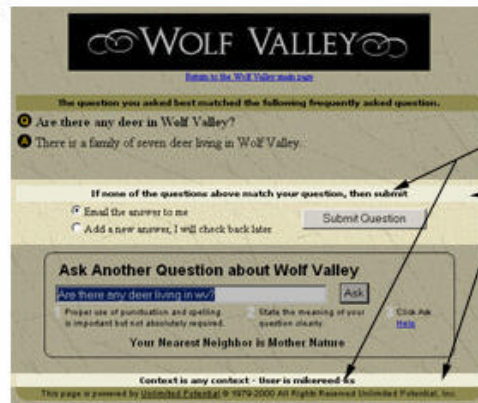 WOLF VALLEY
Return to the Wolf Valley main page
The question you asked best matched the following frequently asked question.
Q Are there any deer in Wolf Valley?
A There is a family of seven deer living in Wolf Valley.
If none of the questions above match your question, then submit
Email the answer to me
Submit Question
Add a new answer, I will check back later
Ask Another Question about Wolf Valley
Are there any deer living in wv?
Ask
1 Proper use of punctuation and spelling is important but not absolutely required.
2 State the meaning of your question clearly.
3 Click Ask
Help
Your Nearest Neighbor is Mother Nature
Context is any context - User is mikereed-ks
This page is powered by Unlimited Potential © 1979-2000 All Rights Reserved Unlimited Potential, Inc.